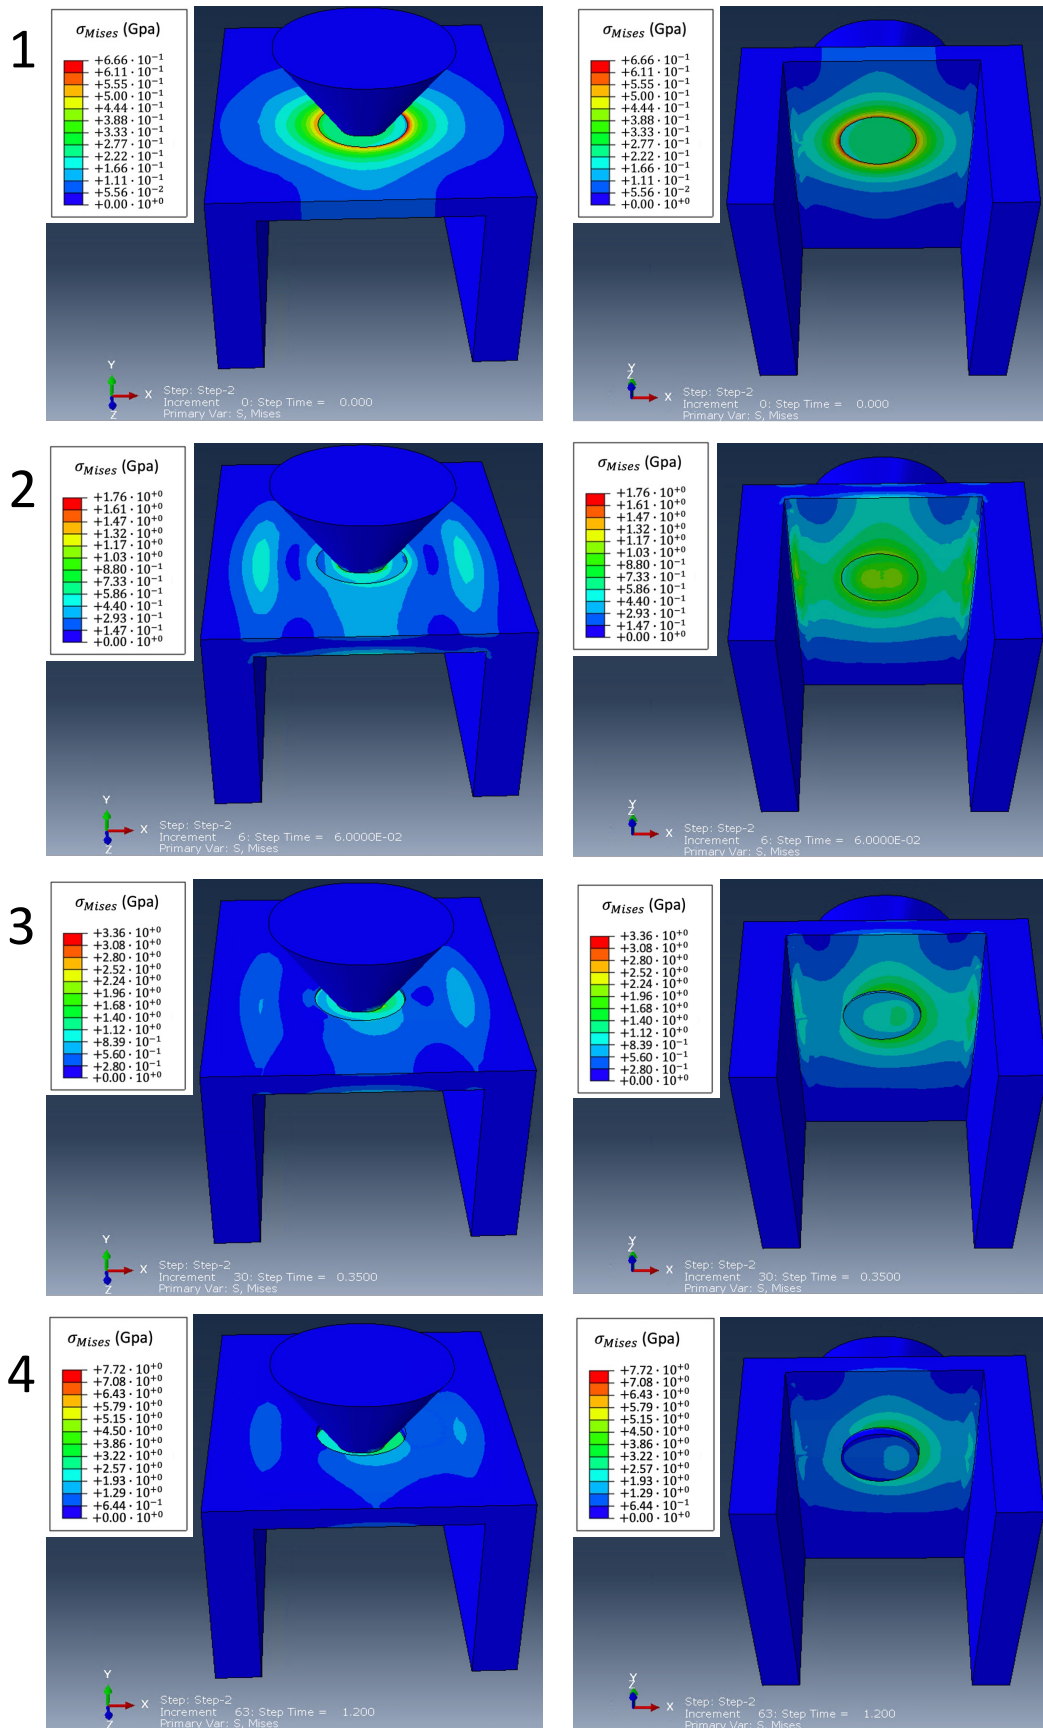 1
σ_Mises (Gpa)
+6.66 · 10⁻¹
+6.11 · 10⁻¹
+5.55 · 10⁻¹
+5.00 · 10⁻¹
+4.44 · 10⁻¹
+3.88 · 10⁻¹
+3.33 · 10⁻¹
+2.77 · 10⁻¹
+2.22 · 10⁻¹
+1.66 · 10⁻¹
+1.11 · 10⁻¹
+5.56 · 10⁻²
+0.00 · 10⁺⁰
Y
X
Z
Step: Step-2
Increment 0: Step Time = 0.000
Primary Var: S, Mises
σ_Mises (Gpa)
+6.66 · 10⁻¹
+6.11 · 10⁻¹
+5.55 · 10⁻¹
+5.00 · 10⁻¹
+4.44 · 10⁻¹
+3.88 · 10⁻¹
+3.33 · 10⁻¹
+2.77 · 10⁻¹
+2.22 · 10⁻¹
+1.66 · 10⁻¹
+1.11 · 10⁻¹
+5.56 · 10⁻²
+0.00 · 10⁺⁰
Y
Z
X
Step: Step-2
Increment 0: Step Time = 0.000
Primary Var: S, Mises
2
σ_Mises (Gpa)
+1.76 · 10⁺⁰
+1.61 · 10⁺⁰
+1.47 · 10⁺⁰
+1.32 · 10⁺⁰
+1.17 · 10⁺⁰
+1.03 · 10⁺⁰
+8.80 · 10⁻¹
+7.33 · 10⁻¹
+5.86 · 10⁻¹
+4.40 · 10⁻¹
+2.93 · 10⁻¹
+1.47 · 10⁻¹
+0.00 · 10⁺⁰
Y
X
Z
Step: Step-2
Increment 6: Step Time = 6.0000E-02
Primary Var: S, Mises
σ_Mises (Gpa)
+1.76 · 10⁺⁰
+1.61 · 10⁺⁰
+1.47 · 10⁺⁰
+1.32 · 10⁺⁰
+1.17 · 10⁺⁰
+1.03 · 10⁺⁰
+8.80 · 10⁻¹
+7.33 · 10⁻¹
+5.86 · 10⁻¹
+4.40 · 10⁻¹
+2.93 · 10⁻¹
+1.47 · 10⁻¹
+0.00 · 10⁺⁰
Y
Z
X
Step: Step-2
Increment 6: Step Time = 6.0000E-02
Primary Var: S, Mises
3
σ_Mises (Gpa)
+3.36 · 10⁺⁰
+3.08 · 10⁺⁰
+2.80 · 10⁺⁰
+2.52 · 10⁺⁰
+2.24 · 10⁺⁰
+1.96 · 10⁺⁰
+1.68 · 10⁺⁰
+1.40 · 10⁺⁰
+1.12 · 10⁺⁰
+8.39 · 10⁻¹
+5.60 · 10⁻¹
+2.80 · 10⁻¹
+0.00 · 10⁺⁰
Y
X
Z
Step: Step-2
Increment 30: Step Time = 0.3500
Primary Var: S, Mises
σ_Mises (Gpa)
+3.36 · 10⁺⁰
+3.08 · 10⁺⁰
+2.80 · 10⁺⁰
+2.52 · 10⁺⁰
+2.24 · 10⁺⁰
+1.96 · 10⁺⁰
+1.68 · 10⁺⁰
+1.40 · 10⁺⁰
+1.12 · 10⁺⁰
+8.39 · 10⁻¹
+5.60 · 10⁻¹
+2.80 · 10⁻¹
+0.00 · 10⁺⁰
Y
Z
X
Step: Step-2
Increment 30: Step Time = 0.3500
Primary Var: S, Mises
4
σ_Mises (Gpa)
+7.72 · 10⁺⁰
+7.08 · 10⁺⁰
+6.43 · 10⁺⁰
+5.79 · 10⁺⁰
+5.15 · 10⁺⁰
+4.50 · 10⁺⁰
+3.86 · 10⁺⁰
+3.22 · 10⁺⁰
+2.57 · 10⁺⁰
+1.93 · 10⁺⁰
+1.29 · 10⁺⁰
+6.44 · 10⁻¹
+0.00 · 10⁺⁰
Y
X
Z
Step: Step-2
Increment 63: Step Time = 1.200
Primary Var: S, Mises
σ_Mises (Gpa)
+7.72 · 10⁺⁰
+7.08 · 10⁺⁰
+6.43 · 10⁺⁰
+5.79 · 10⁺⁰
+5.15 · 10⁺⁰
+4.50 · 10⁺⁰
+3.86 · 10⁺⁰
+3.22 · 10⁺⁰
+2.57 · 10⁺⁰
+1.93 · 10⁺⁰
+1.29 · 10⁺⁰
+6.44 · 10⁻¹
+0.00 · 10⁺⁰
Y
Z
X
Step: Step-2
Increment 63: Step Time = 1.200
Primary Var: S, Mises